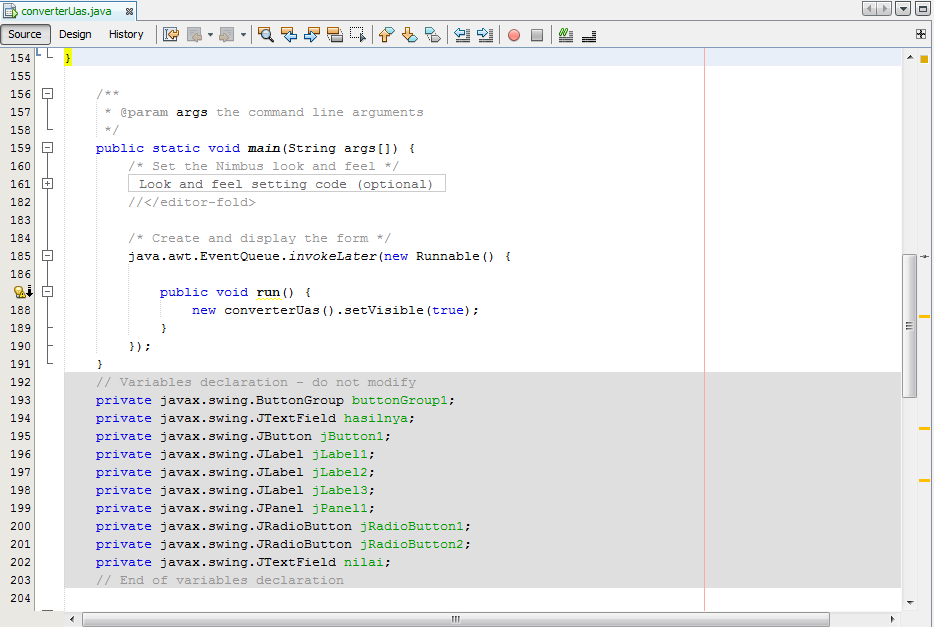 converterUas.java
Source Design History
154 }
155
156 /**
157 * @param args the command line arguments
158 */
159 public static void main(String args[]) {
160 /* Set the Nimbus look and feel */
161 Look and feel setting code (optional)
182 //</editor-fold>
183
184 /* Create and display the form */
185 java.awt.EventQueue.invokeLater(new Runnable() {
186
public void run() {
188 new converterUas().setVisible(true);
189 }
190 });
191 }
192 // Variables declaration - do not modify
193 private javax.swing.ButtonGroup buttonGroup1;
194 private javax.swing.JTextField hasilnya;
195 private javax.swing.JButton jButton1;
196 private javax.swing.JLabel jLabel1;
197 private javax.swing.JLabel jLabel2;
198 private javax.swing.JLabel jLabel3;
199 private javax.swing.JPanel jPanel1;
200 private javax.swing.JRadioButton jRadioButton1;
201 private javax.swing.JRadioButton jRadioButton2;
202 private javax.swing.JTextField nilai;
203 // End of variables declaration
204